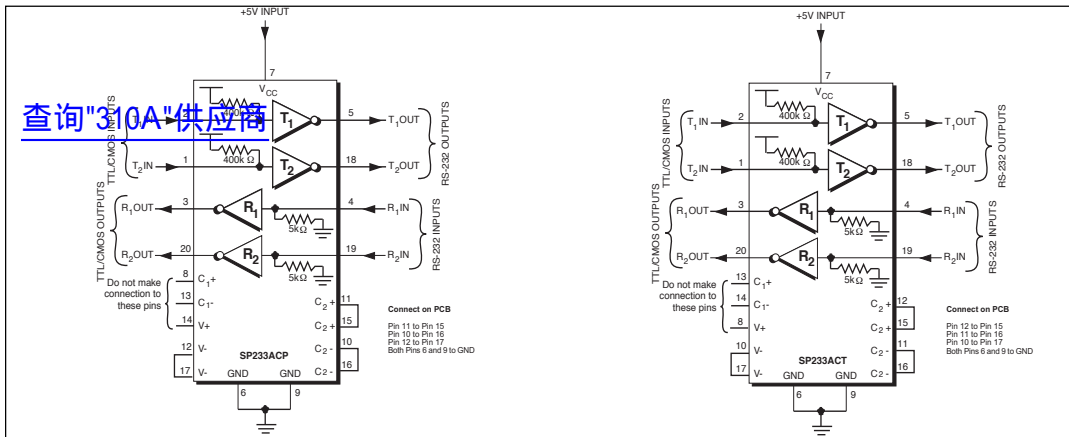 +5V INPUT
7
VCC
查询"310A"供应商
TTL/CMOS INPUTS
T1IN
2
400k Ω
T1
5
T1OUT
RS-232 OUTPUTS
T2IN
1
400k Ω
T2
18
T2OUT
TTL/CMOS OUTPUTS
R1OUT
3
R1
4
R1IN
RS-232 INPUTS
5kΩ
R2OUT
20
R2
19
R2IN
5kΩ
Do not make
connection to
these pins
8
C1+
13
C1-
14
V+
12
V-
17
V-
C2 +
11
C2 +
15
C2 -
10
C2 -
16
SP233ACP
GND
GND
6
9
Connect on PCB
Pin 11 to Pin 15
Pin 10 to Pin 16
Pin 12 to Pin 17
Both Pins 6 and 9 to GND
+5V INPUT
7
VCC
TTL/CMOS INPUTS
T1IN
2
400k Ω
T1
5
T1OUT
RS-232 OUTPUTS
T2IN
1
400k Ω
T2
18
T2OUT
TTL/CMOS OUTPUTS
R1OUT
3
R1
4
R1IN
RS-232 INPUTS
5kΩ
R2OUT
20
R2
19
R2IN
5kΩ
Do not make
connection to
these pins
13
C1+
14
C1-
8
V+
10
V-
17
V-
C2 +
12
C2 +
15
C2 -
11
C2 -
16
SP233ACT
GND
GND
6
9
Connect on PCB
Pin 12 to Pin 15
Pin 11 to Pin 16
Pin 10 to Pin 17
Both Pins 6 and 9 to GND